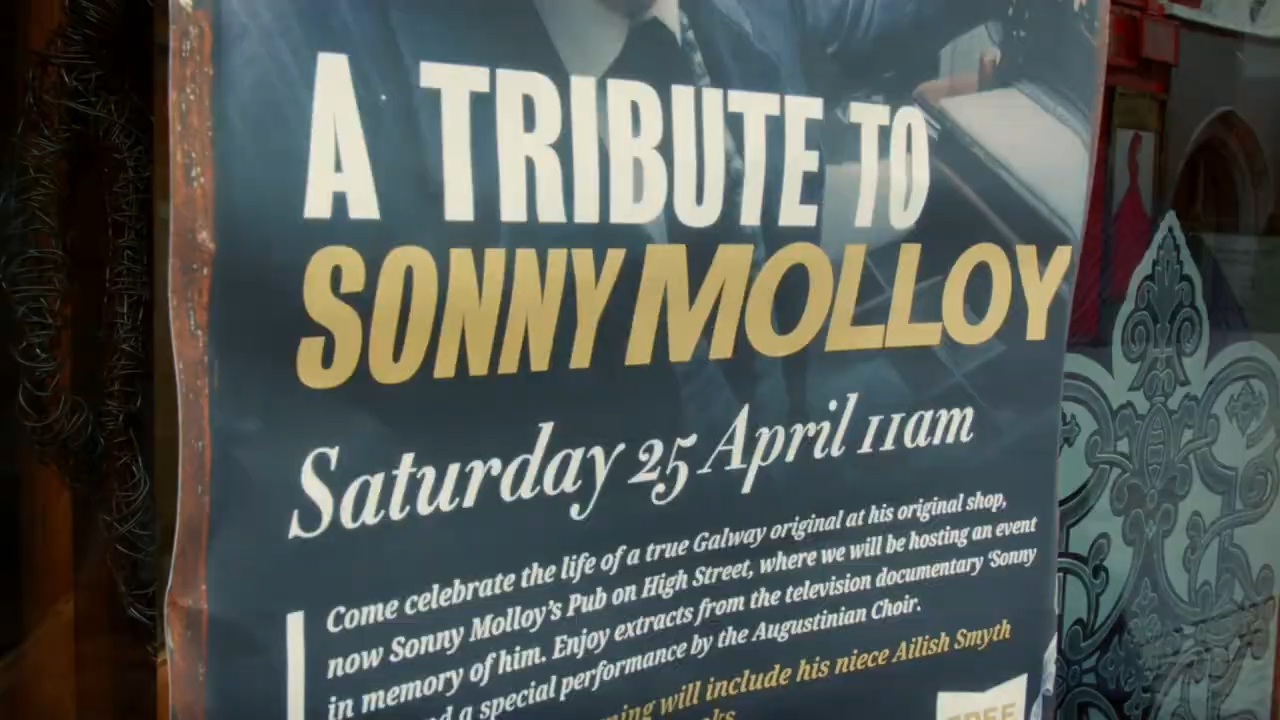 A TRIBUTE TO
SONNY MOLLOY
Saturday 25 April 11am
Come celebrate the life of a true Galway original at his original shop,
now Sonny Molloy's Pub on High Street, where we will be hosting an event
in memory of him. Enjoy extracts from the television documentary ‘Sonny
a special performance by the Augustinian Choir.
will include his niece Ailish Smyth
FREE